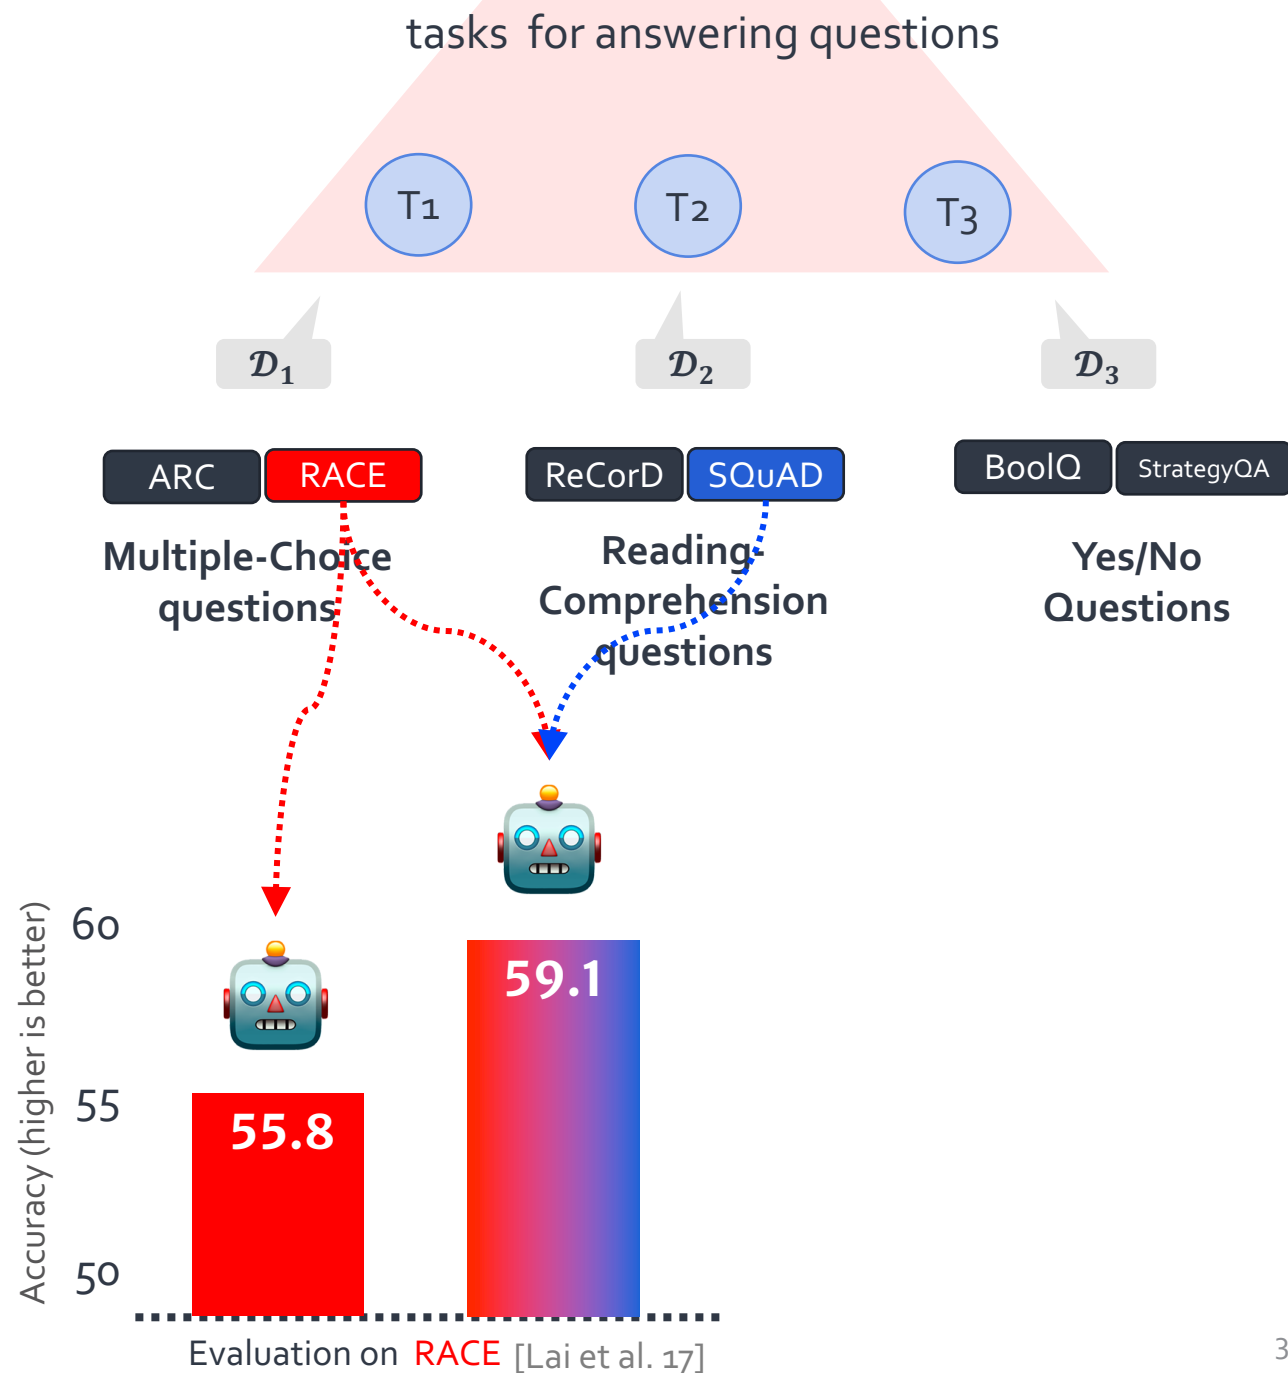 tasks for answering questions
T1
T2
T3
𝒟1
𝒟2
𝒟3
ARC
RACE
ReCorD
SQuAD
BoolQ
StrategyQA
Multiple-Choice
questions
Reading-
Comprehension
questions
Yes/No
Questions
Accuracy (higher is better)
60
55
50
55.8
59.1
Evaluation on RACE [Lai et al. 17]
3